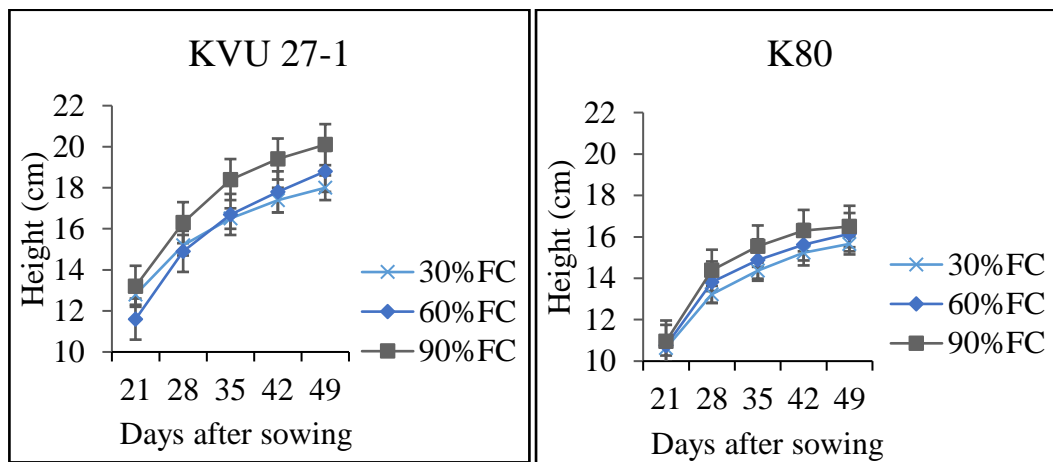 KVU 27-1
Height (cm)
22
20
18
16
14
12
10
21 28 35 42 49
Days after sowing
30%FC
60%FC
90%FC
K80
Height (cm)
22
20
18
16
14
12
10
21 28 35 42 49
Days after sowing
30%FC
60%FC
90%FC